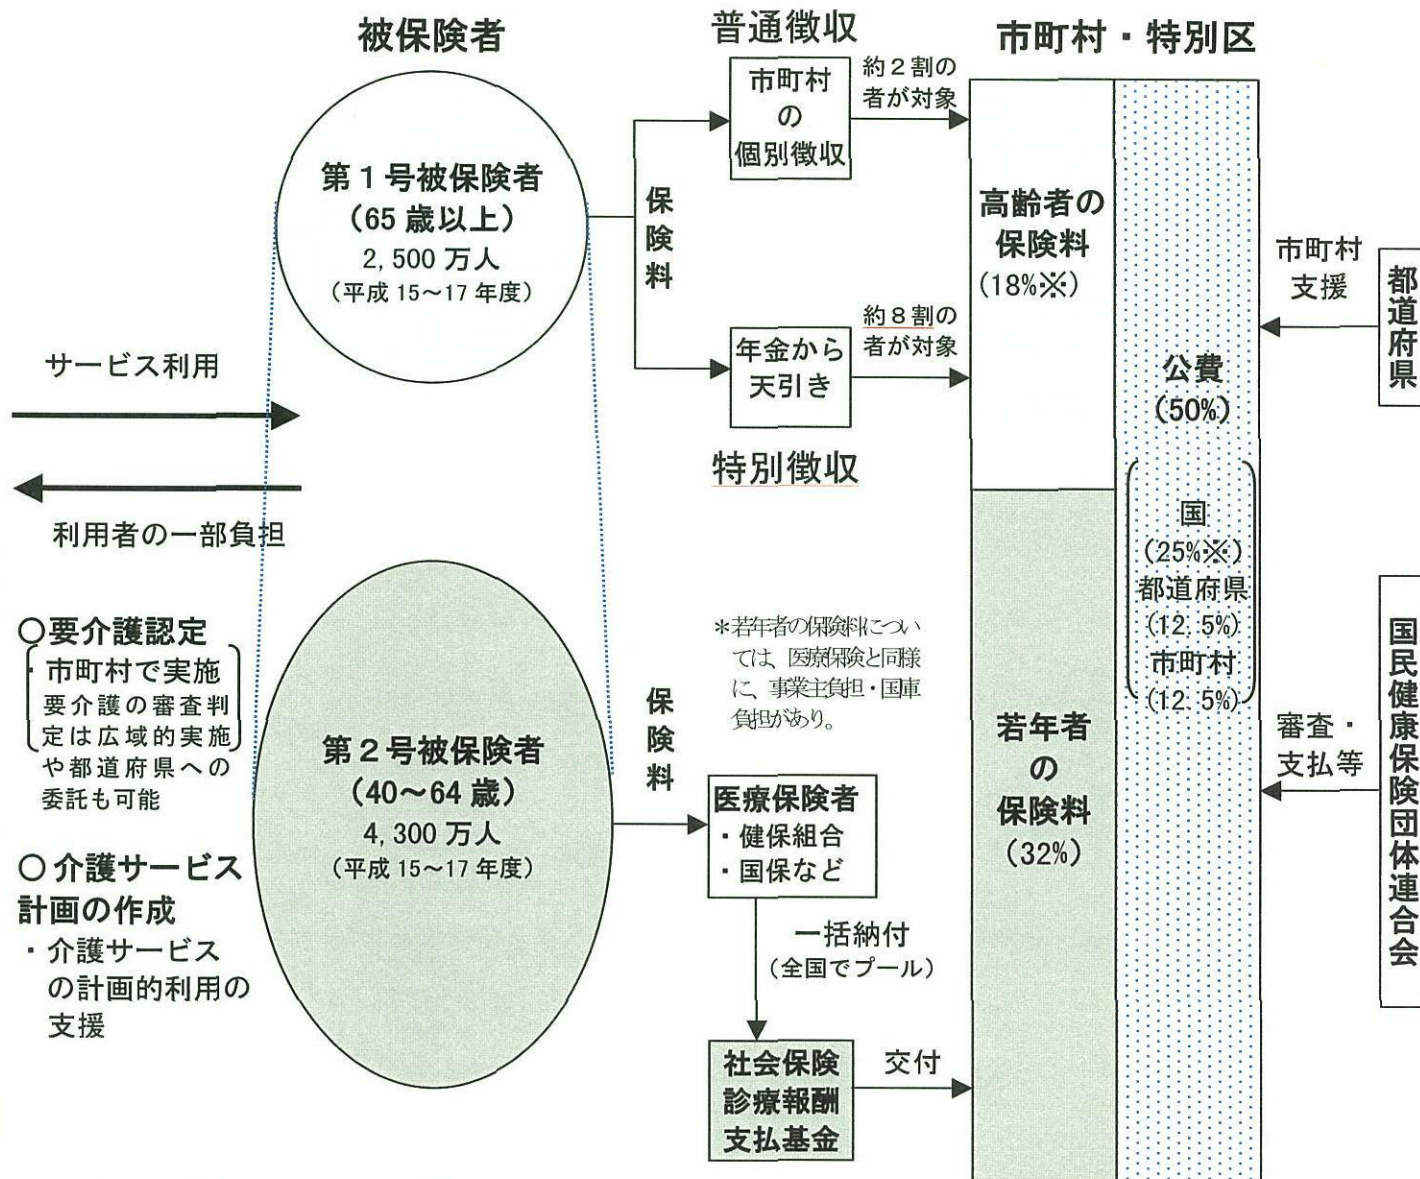 被保険者
第1号被保険者
(65歳以上)
2,500万人
(平成15～17年度)
サービス利用
利用者の一部負担
○要介護認定
・市町村で実施
要介護の審査判
定は広域的実施
や都道府県への
委託も可能
○介護サービス
計画の作成
・介護サービス
の計画的利用の
支援
第2号被保険者
(40～64歳)
4,300万人
(平成15～17年度)
保険料
普通徴収
市町村
の
個別徴収
約2割の
者が対象
年金から
天引き
約8割の
者が対象
特別徴収
*若年者の保険料につい
ては、医療保険と同様
に、事業主負担・国庫
負担があり。
保険料
医療保険者
・健保組合
・国保など
一括納付
(全国でプール)
社会保険
診療報酬
支払基金
交付
市町村・特別区
高齢者の
保険料
(18%※)
若年者
の
保険料
(32%)
公費
(50%)
国
(25%※)
都道府県
(12.5%)
市町村
(12.5%)
市町村
支援
都道府県
審査・
支払等
国民健康保険団体連合会